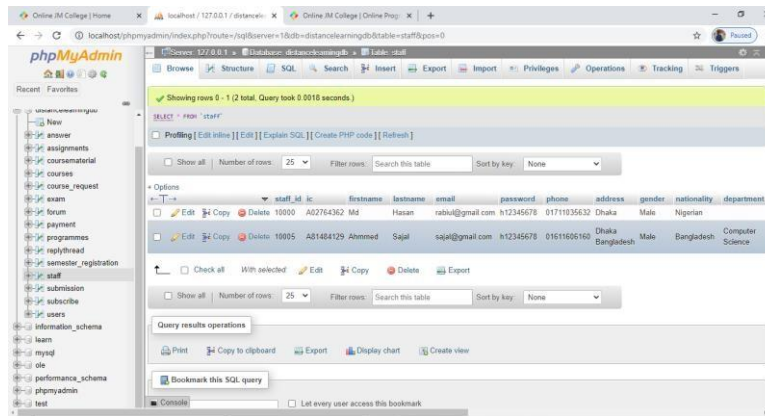 Online JM College | Home
localhost / 127.0.0.1 / distancele
Online JM College | Online Prog
localhost/phpmyadmin/index.php?route=/sql&server=1&db=distancelearningdb&table=staff&pos=0
Paused
phpMyAdmin
Recent Favorites
distancelearningdb
New
answer
assignments
coursematerial
courses
course_request
exam
forum
payment
programmes
replythread
semester_registration
staff
submission
subscribe
users
information_schema
learn
mysql
ole
performance_schema
phpmyadmin
test
Server: 127.0.0.1 » Database: distancelearningdb » Table: staff
Browse Structure SQL Search Insert Export Import Privileges Operations Tracking Triggers
Showing rows 0 - 1 (2 total, Query took 0.0018 seconds.)
SELECT * FROM `staff`
Profiling [ Edit inline ] [ Edit ] [ Explain SQL ] [ Create PHP code ] [ Refresh ]
Show all | Number of rows: 25 Filter rows: Search this table Sort by key: None
+ Options
←T→ staff_id ic firstname lastname email password phone address gender nationality department
Edit Copy Delete 10000 A02764362 Md Hasan rabiul@gmail.com h12345678 01711035632 Dhaka Male Nigerian
Edit Copy Delete 10005 A81484129 Ahmmed Sajal sajal@gmail.com h12345678 01611606160 Dhaka Bangladesh Male Bangladesh Computer Science
Check all With selected: Edit Copy Delete Export
Show all | Number of rows: 25 Filter rows: Search this table Sort by key: None
Query results operations
Print Copy to clipboard Export Display chart Create view
Bookmark this SQL query
Console Let every user access this bookmark